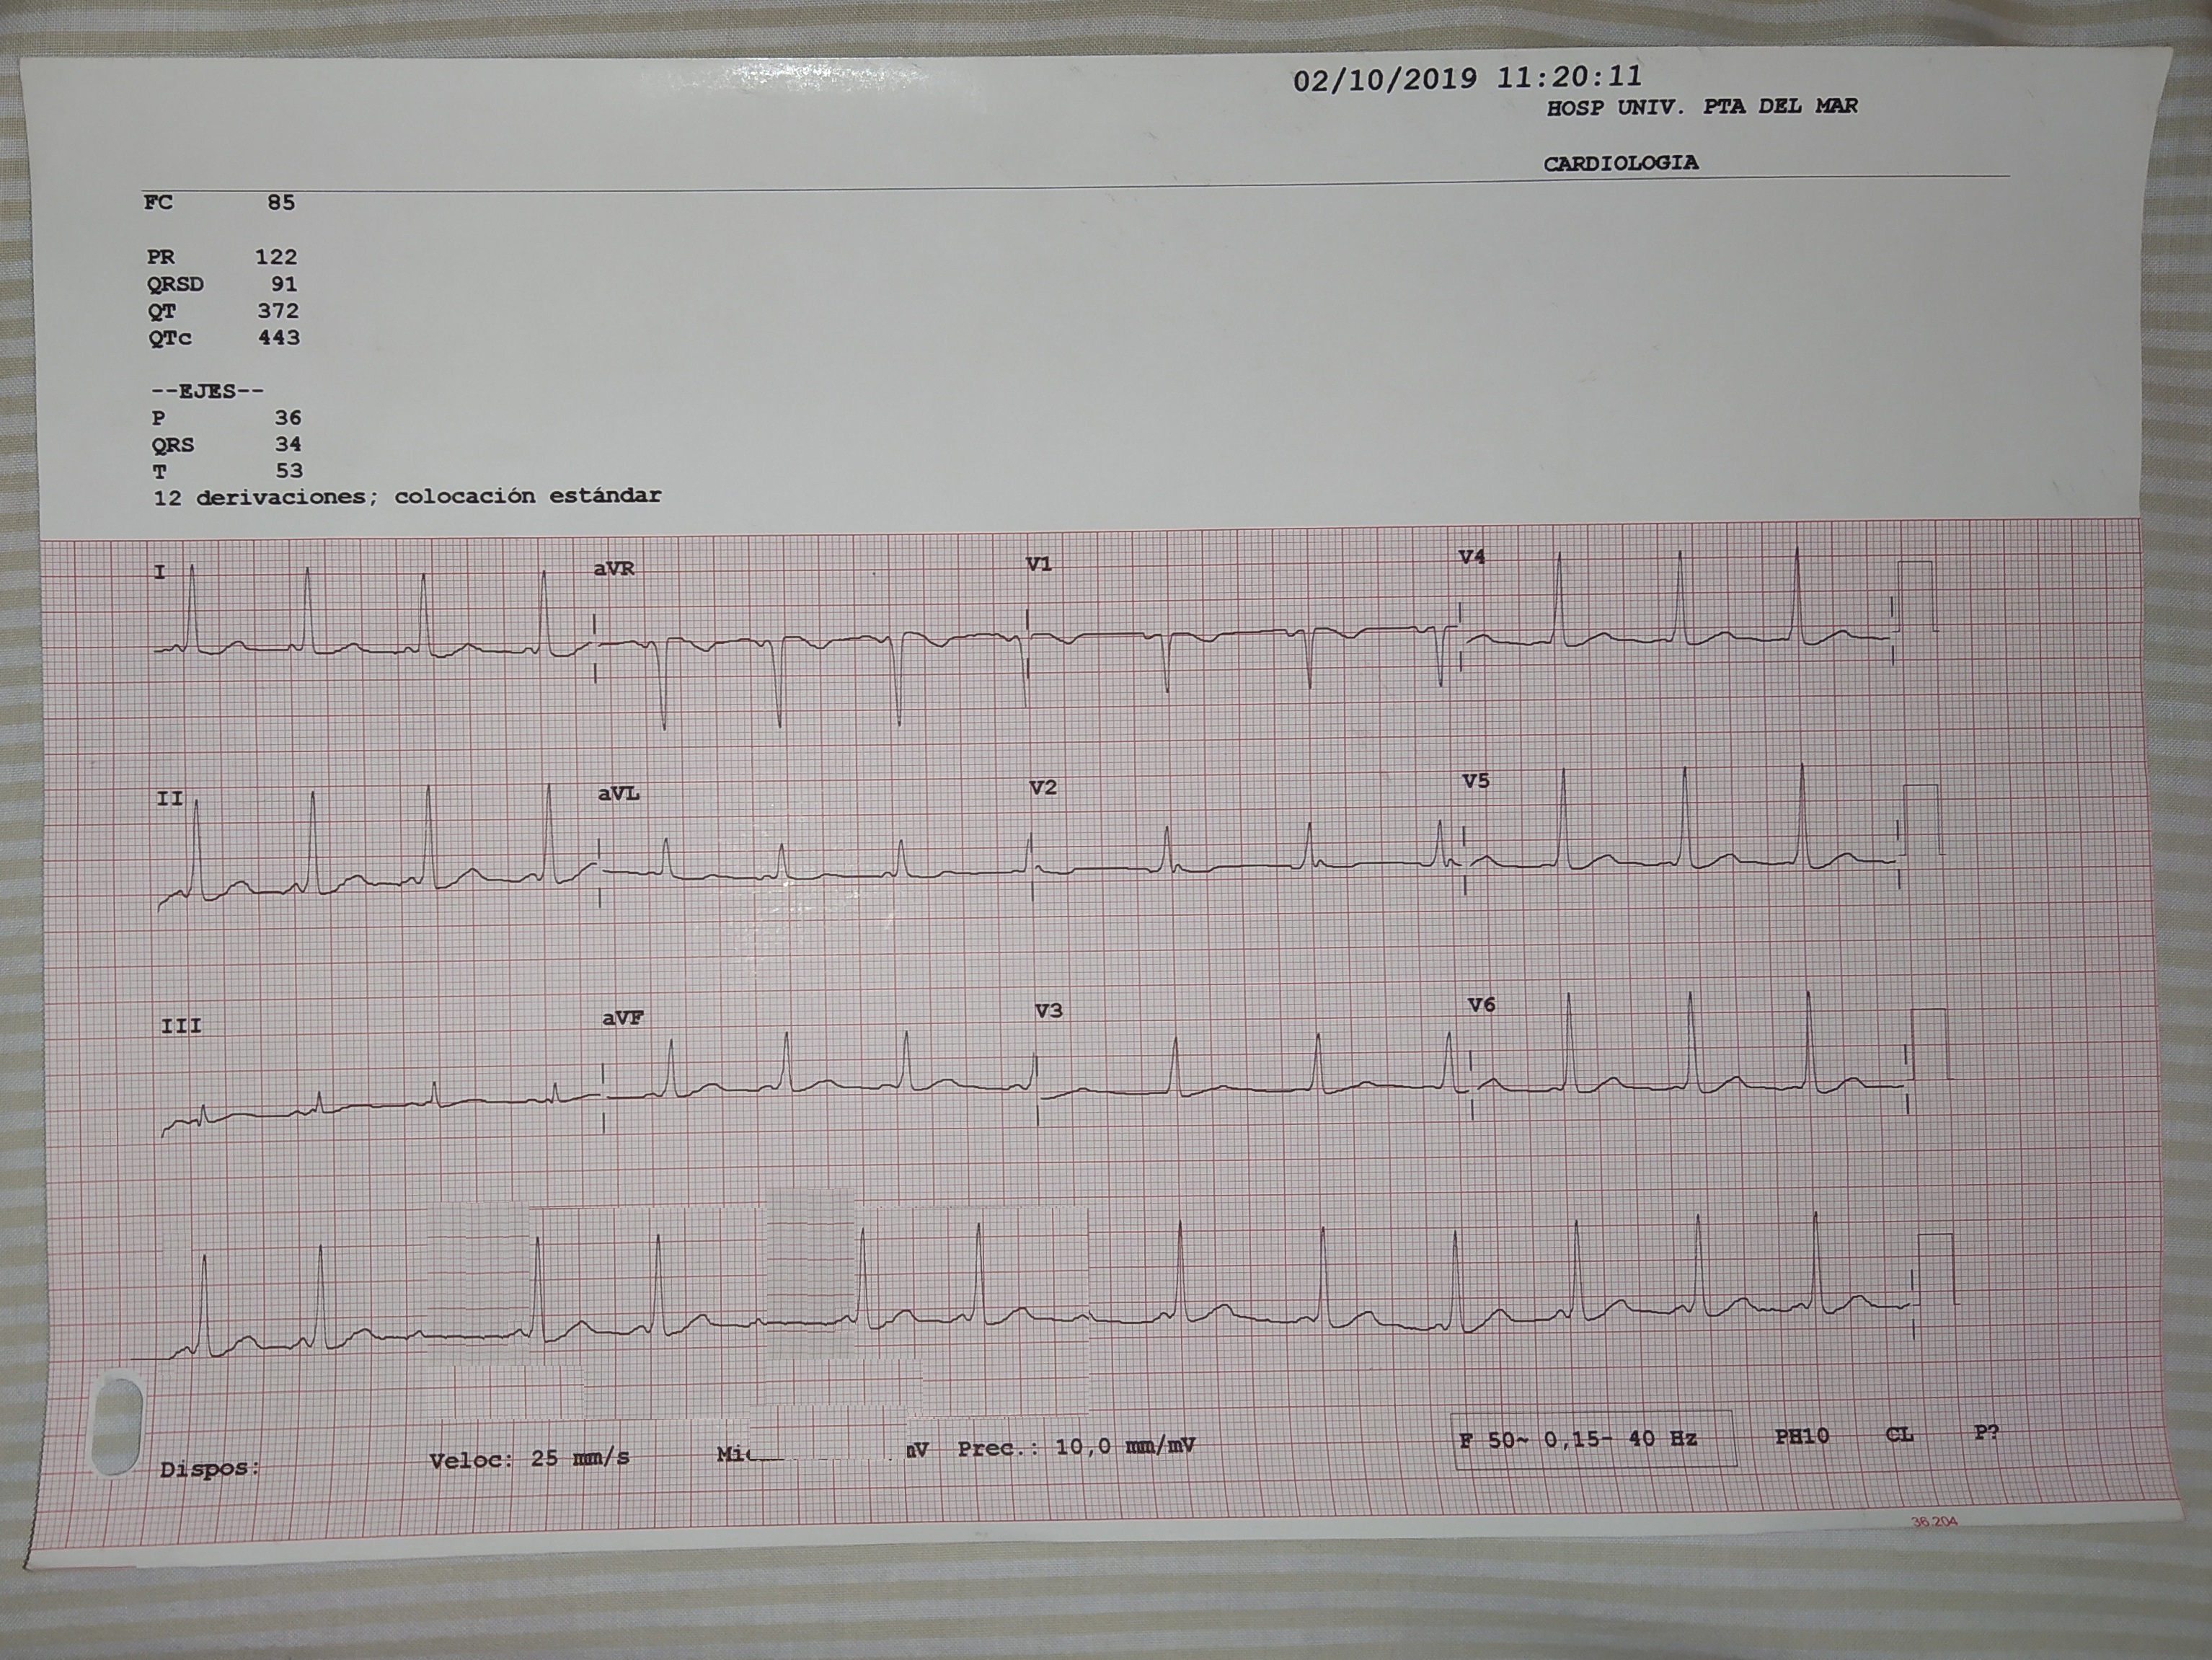 02/10/2019 11:20:11
HOSP UNIV. PTA DEL MAR
CARDIOLOGIA
FC 85
PR 122
QRSD 91
QT 372
QTc 443
--EJES--
P 36
QRS 34
T 53
12 derivaciones; colocación estándar
I aVR V1 V4
II aVL V2 V5
III aVF V3 V6
Dispos: Veloc: 25 mm/s Prec.: 10,0 mm/mV F 50~ 0,15- 40 Hz PH10 CL P?
36.204